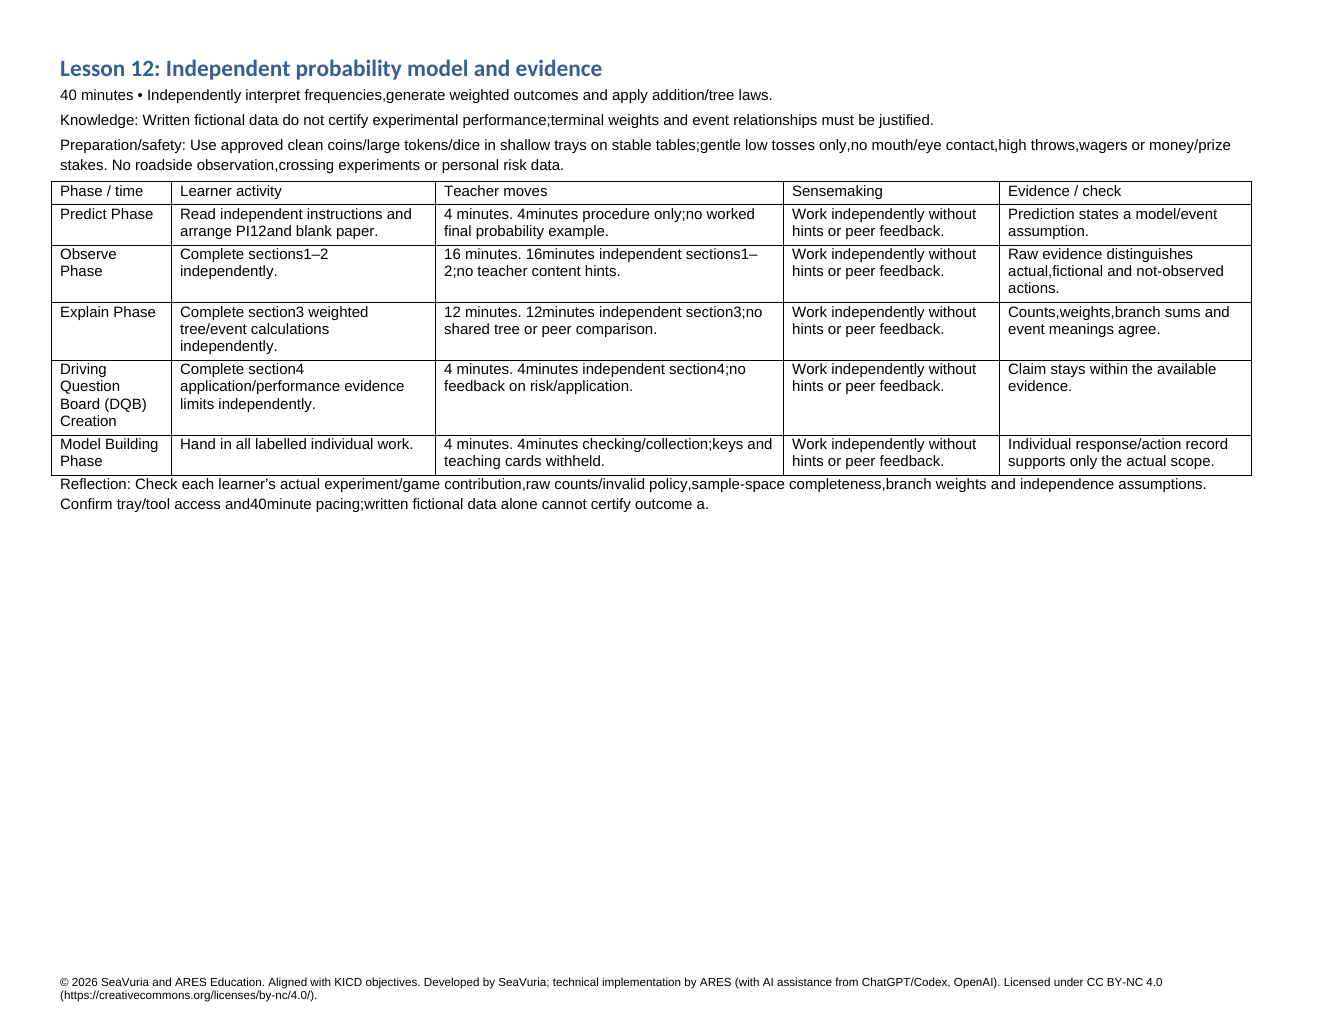 Lesson 12: Independent probability model and evidence
40 minutes • Independently interpret frequencies,generate weighted outcomes and apply addition/tree laws.
Knowledge: Written fictional data do not certify experimental performance;terminal weights and event relationships must be justified.
Preparation/safety: Use approved clean coins/large tokens/dice in shallow trays on stable tables;gentle low tosses only,no mouth/eye contact,high throws,wagers or money/prize
stakes. No roadside observation,crossing experiments or personal risk data.
Phase / time
Learner activity
Teacher moves
Sensemaking
Evidence / check
Predict Phase
Read independent instructions and
arrange PI12and blank paper.
4 minutes. 4minutes procedure only;no worked
final probability example.
Work independently without
hints or peer feedback.
Prediction states a model/event
assumption.
Observe
Phase
Complete sections1–2
independently.
16 minutes. 16minutes independent sections1–
2;no teacher content hints.
Work independently without
hints or peer feedback.
Raw evidence distinguishes
actual,fictional and not-observed
actions.
Explain Phase
Complete section3 weighted
tree/event calculations
independently.
12 minutes. 12minutes independent section3;no
shared tree or peer comparison.
Work independently without
hints or peer feedback.
Counts,weights,branch sums and
event meanings agree.
Driving
Question
Board (DQB)
Creation
Complete section4
application/performance evidence
limits independently.
4 minutes. 4minutes independent section4;no
feedback on risk/application.
Work independently without
hints or peer feedback.
Claim stays within the available
evidence.
Model Building
Phase
Hand in all labelled individual work.
4 minutes. 4minutes checking/collection;keys and
teaching cards withheld.
Work independently without
hints or peer feedback.
Individual response/action record
supports only the actual scope.
Reflection: Check each learner’s actual experiment/game contribution,raw counts/invalid policy,sample-space completeness,branch weights and independence assumptions.
Confirm tray/tool access and40minute pacing;written fictional data alone cannot certify outcome a.
© 2026 SeaVuria and ARES Education. Aligned with KICD objectives. Developed by SeaVuria; technical implementation by ARES (with AI assistance from ChatGPT/Codex, OpenAI). Licensed under CC BY-NC 4.0
(https://creativecommons.org/licenses/by-nc/4.0/).